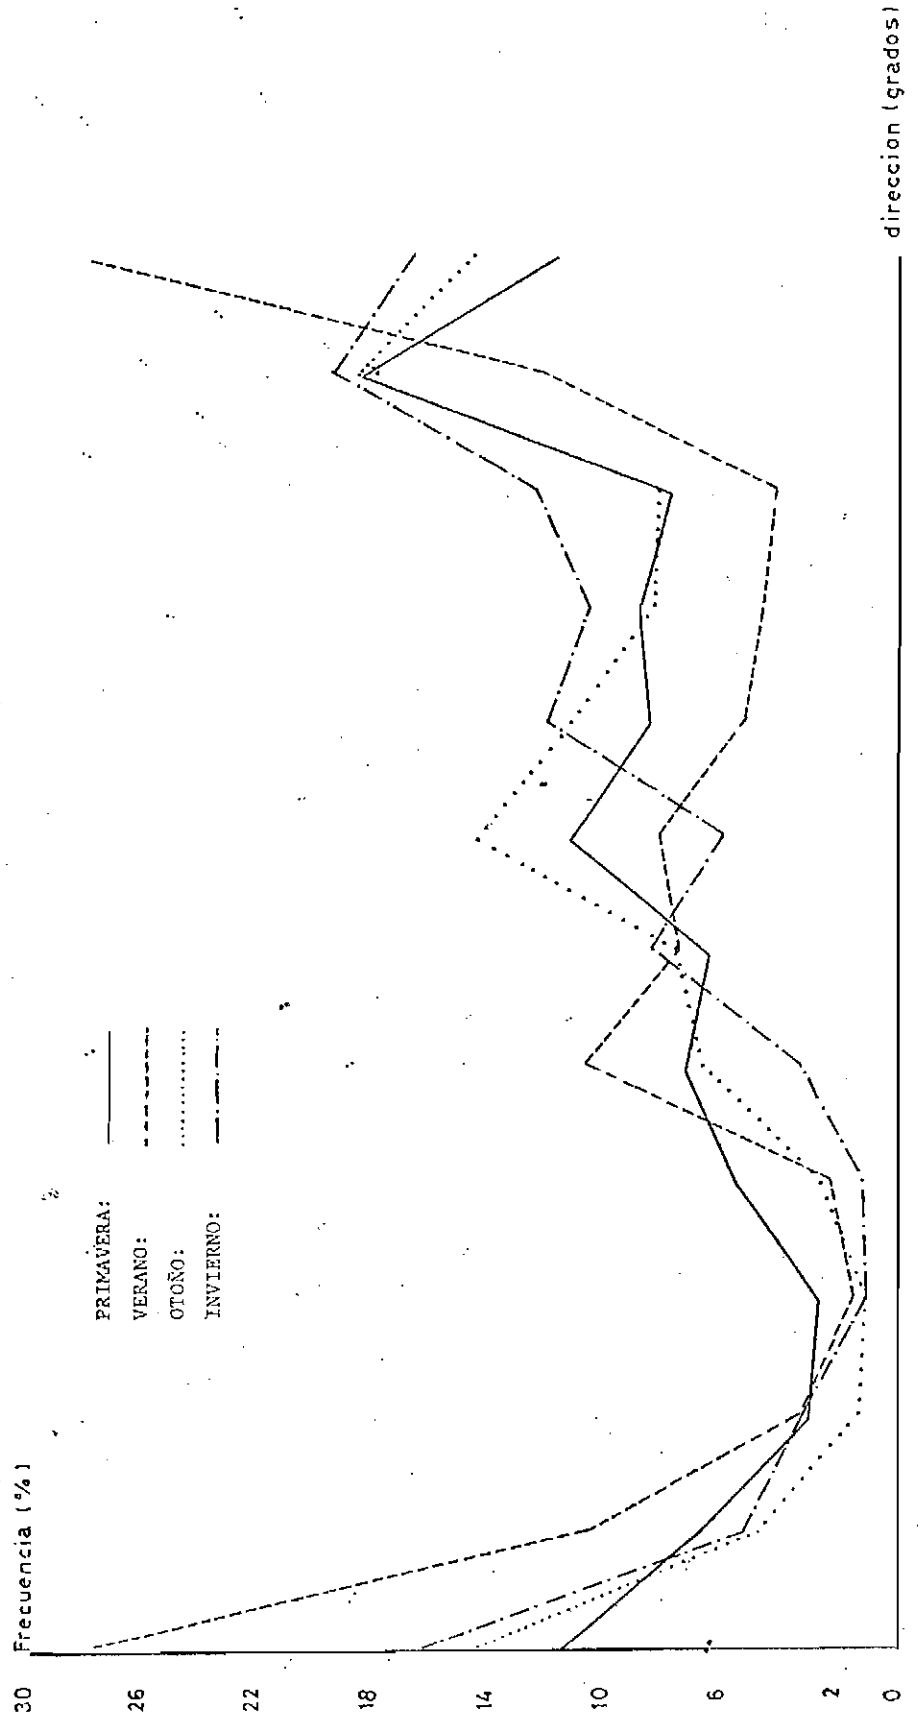 Frecuencia (%)
30
26
22
18
14
10
6
2
0
PRIMAVERA:
VERANO:
OTOÑO:
INVIERNO:
direccion (grados)